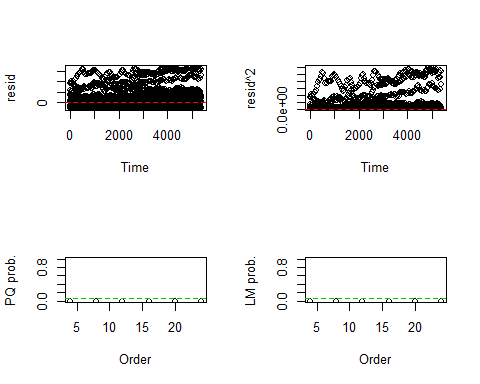 resid
0
0 2000 4000
Time
resid^2
0.0e+00
0 2000 4000
Time
PQ prob.
0.0 0.8
5 10 15 20
Order
LM prob.
0.0 0.8
5 10 15 20
Order